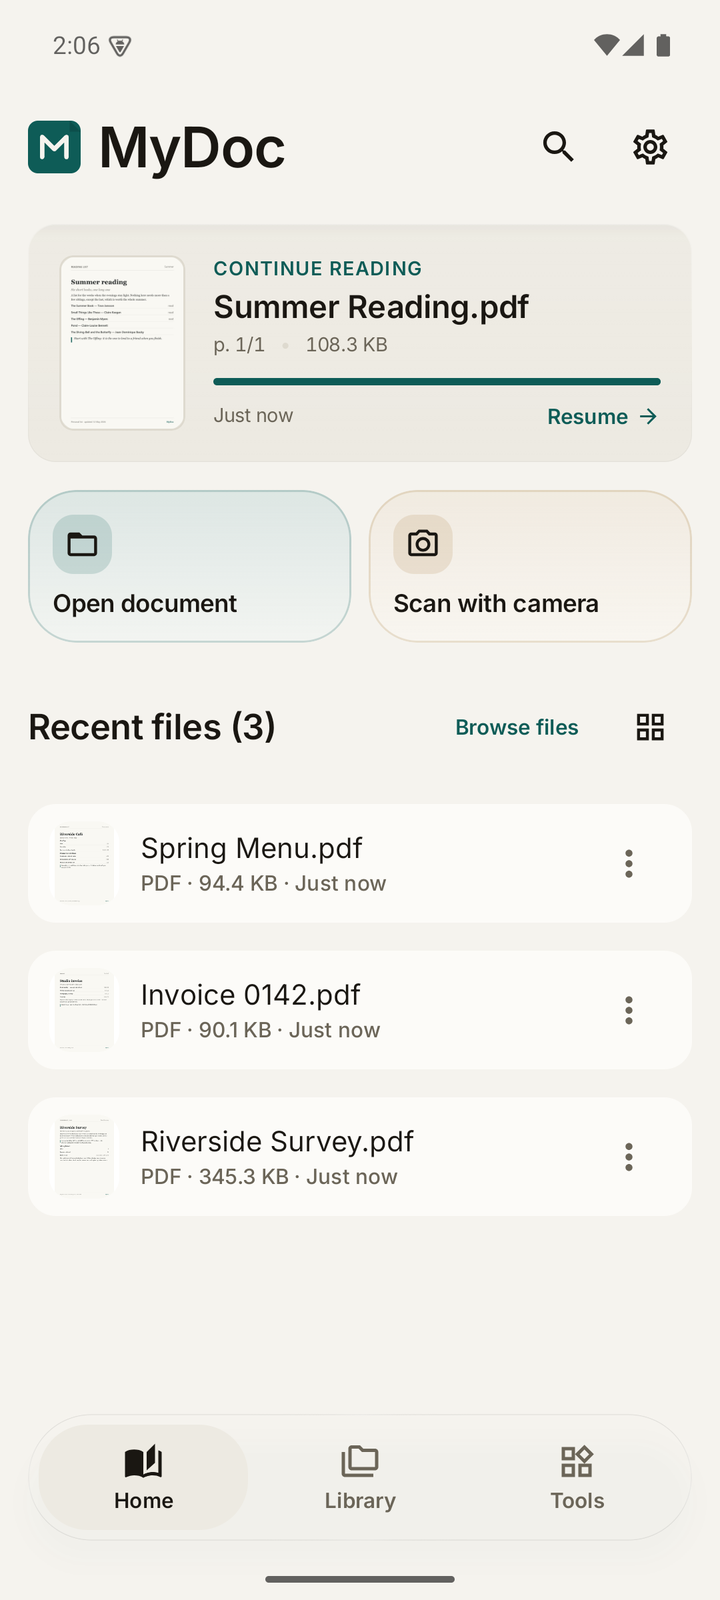 2:06
M MyDoc
Summer reading
CONTINUE READING
Summer Reading.pdf
p. 1/1 • 108.3 KB
Just now
Resume →
Open document
Scan with camera
Recent files (3)
Browse files
Spring Menu.pdf
PDF · 94.4 KB · Just now
Invoice 0142.pdf
PDF · 90.1 KB · Just now
Riverside Survey.pdf
PDF · 345.3 KB · Just now
Home
Library
Tools